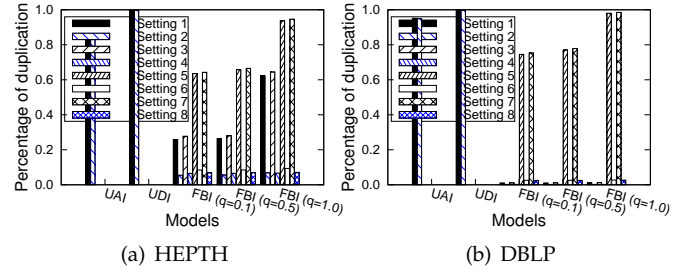 Percentage of duplication
1.0
0.8
0.6
0.4
0.2
0.0
Setting 1
Setting 2
Setting 3
Setting 4
Setting 5
Setting 6
Setting 7
Setting 8
UAI
UDI
FBI (q=0.1)
FBI (q=0.5)
FBI (q=1.0)
Models
(a) HEPTH
Percentage of duplication
1.0
0.8
0.6
0.4
0.2
0.0
Setting 1
Setting 2
Setting 3
Setting 4
Setting 5
Setting 6
Setting 7
Setting 8
UAI
UDI
FBI (q=0.1)
FBI (q=0.5)
FBI (q=1.0)
Models
(b) DBLP